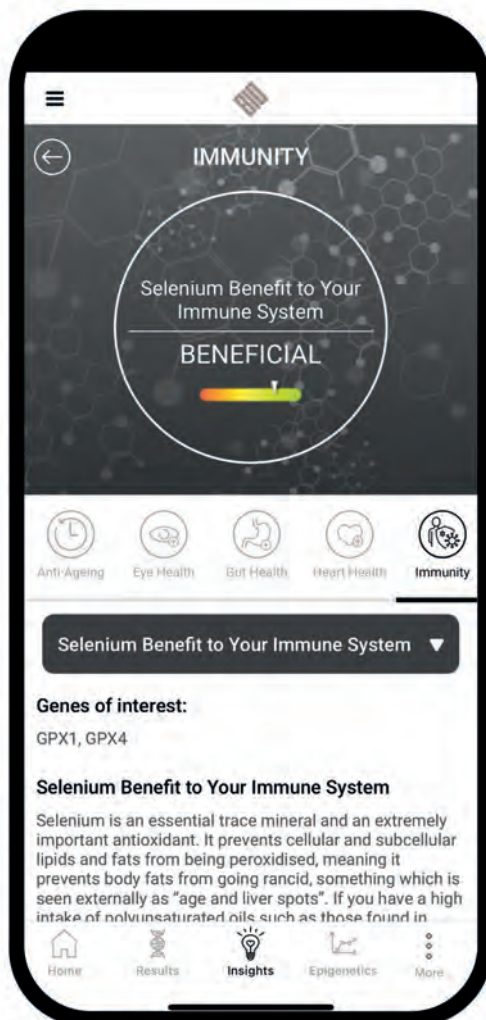 IMMUNITY
Selenium Benefit to Your
Immune System
BENEFICIAL
Anti-Ageing
Eye Health
Gut Health
Heart Health
Immunity
Selenium Benefit to Your Immune System
Genes of interest:
GPX1, GPX4
Selenium Benefit to Your Immune System
Selenium is an essential trace mineral and an extremely
important antioxidant. It prevents cellular and subcellular
lipids and fats from being peroxidised, meaning it
prevents body fats from going rancid, something which is
seen externally as “age and liver spots”. If you have a high
intake of polyunsaturated oils such as those found in
Home
Results
Insights
Epigenetics
More